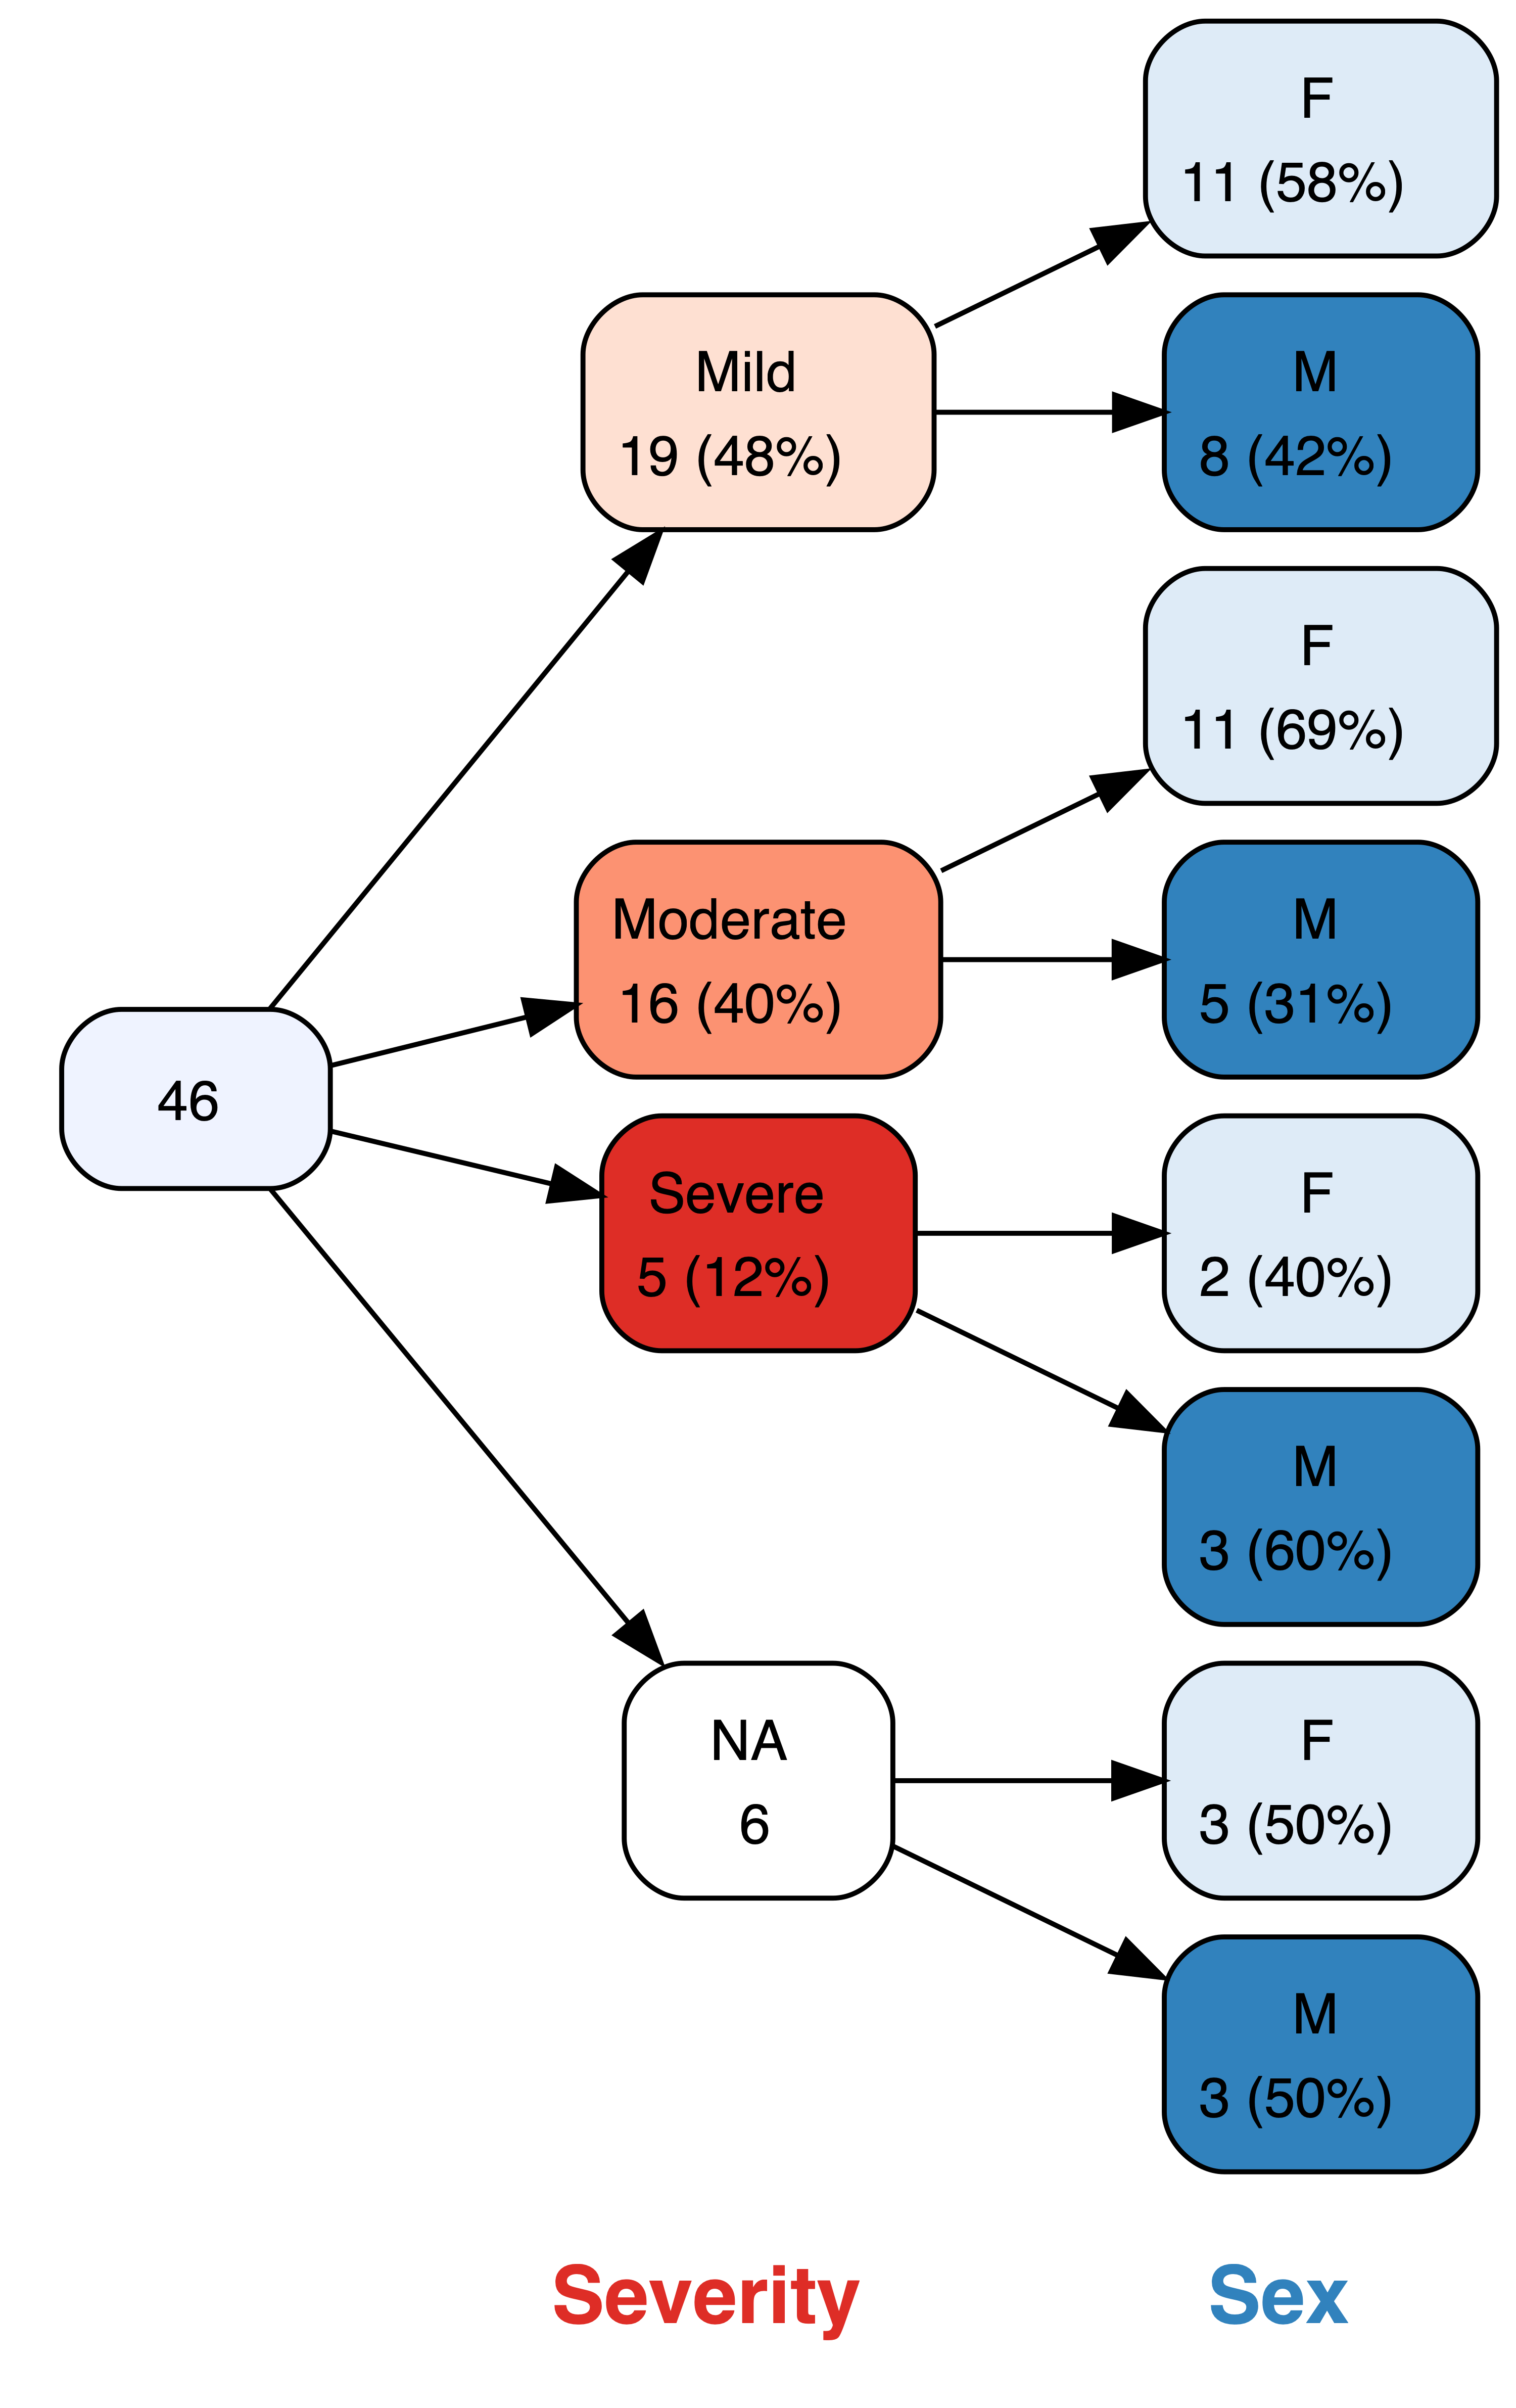 46
Mild
19 (48%)
F
11 (58%)
M
8 (42%)
Moderate
16 (40%)
F
11 (69%)
M
5 (31%)
Severe
5 (12%)
F
2 (40%)
M
3 (60%)
NA
6
F
3 (50%)
M
3 (50%)
Severity
Sex